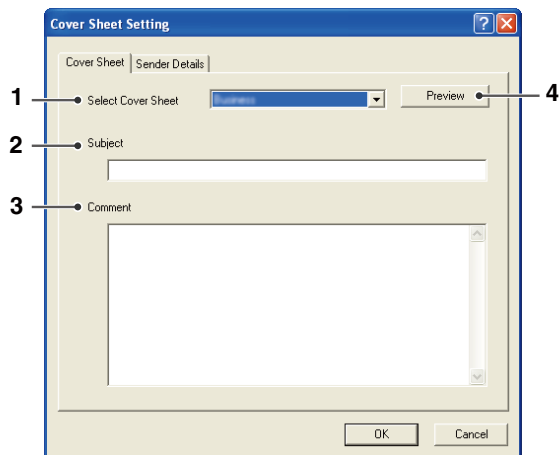 Cover Sheet Setting
Cover Sheet Sender Details
1 Select Cover Sheet Business Preview 4
2 Subject
3 Comment
OK Cancel